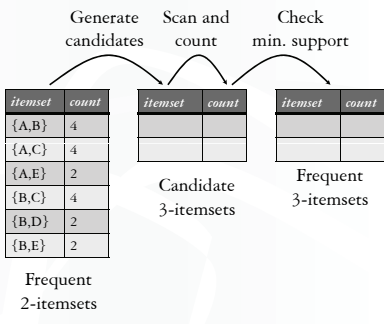 Generate candidates
Scan and count
Check min. support
itemset count
{A,B} 4
{A,C} 4
{A,E} 2
{B,C} 4
{B,D} 2
{B,E} 2
Frequent
2-itemsets
itemset count
Candidate
3-itemsets
itemset count
Frequent
3-itemsets